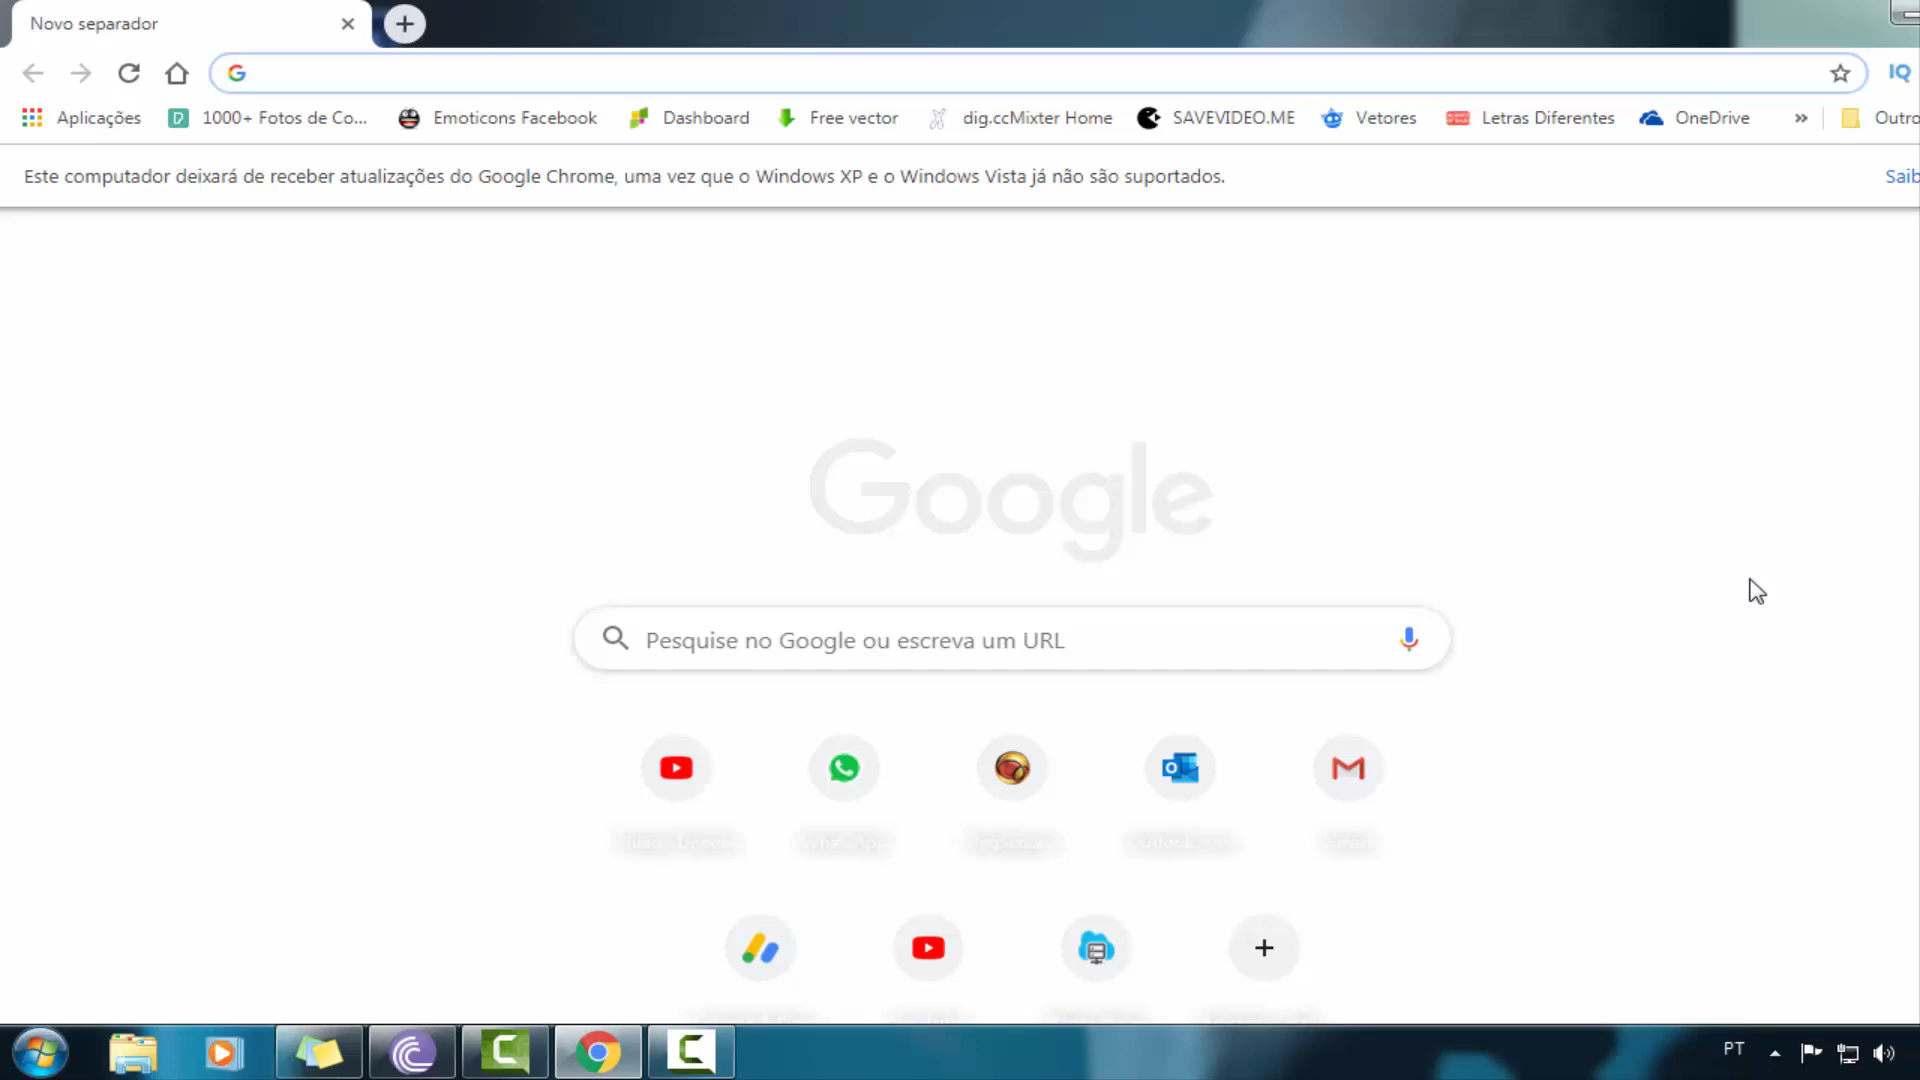 Novo separador
Aplicações 1000+ Fotos de Co... Emoticons Facebook Dashboard Free vector dig.ccMixter Home SAVEVIDEO.ME Vetores Letras Diferentes OneDrive » Outro
Este computador deixará de receber atualizações do Google Chrome, uma vez que o Windows XP e o Windows Vista já não são suportados. Saib
Google
Pesquise no Google ou escreva um URL
PT